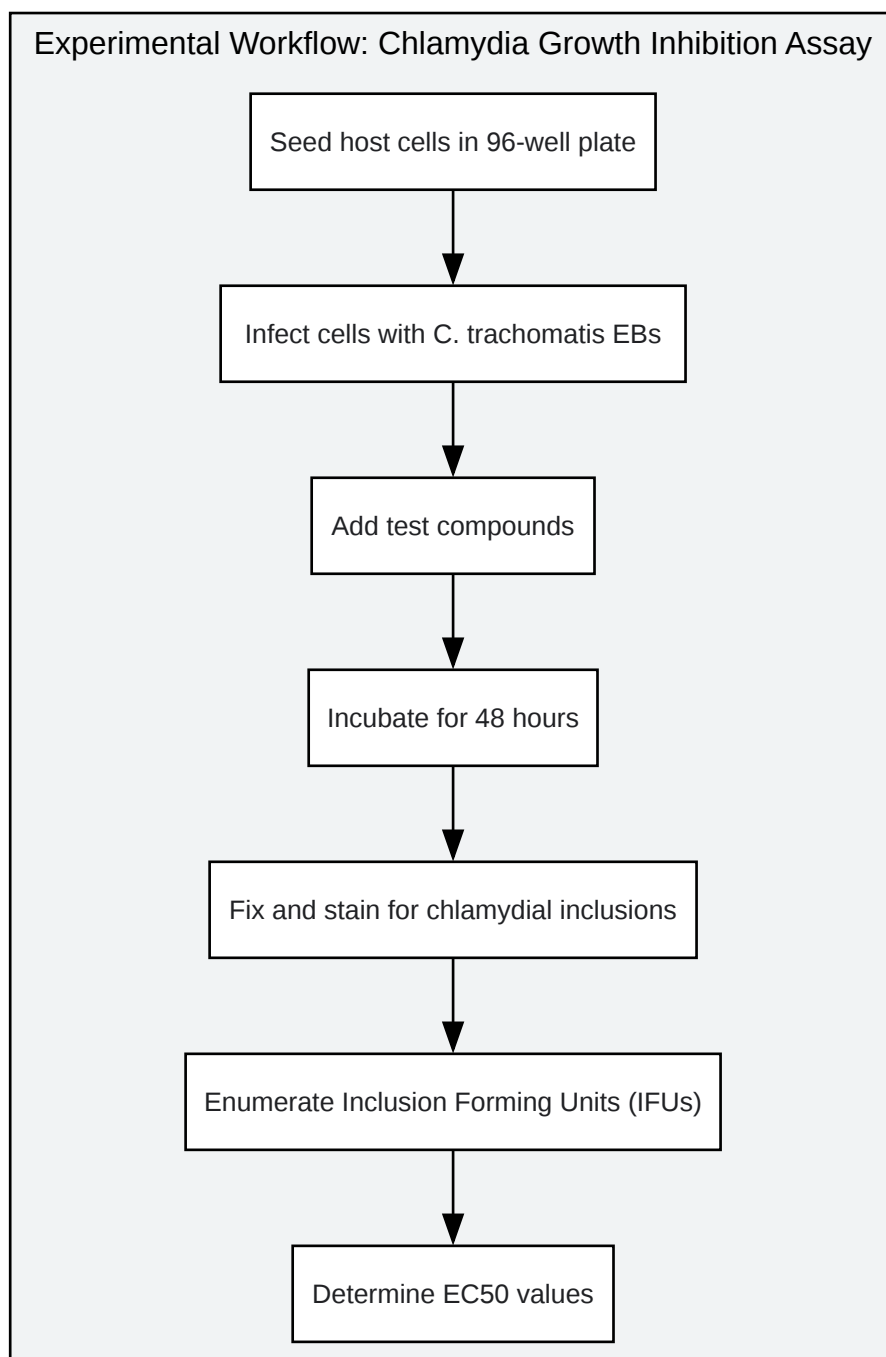 Experimental Workflow: Chlamydia Growth Inhibition Assay
Seed host cells in 96-well plate
Infect cells with C. trachomatis EBs
Add test compounds
Incubate for 48 hours
Fix and stain for chlamydial inclusions
Enumerate Inclusion Forming Units (IFUs)
Determine EC50 values